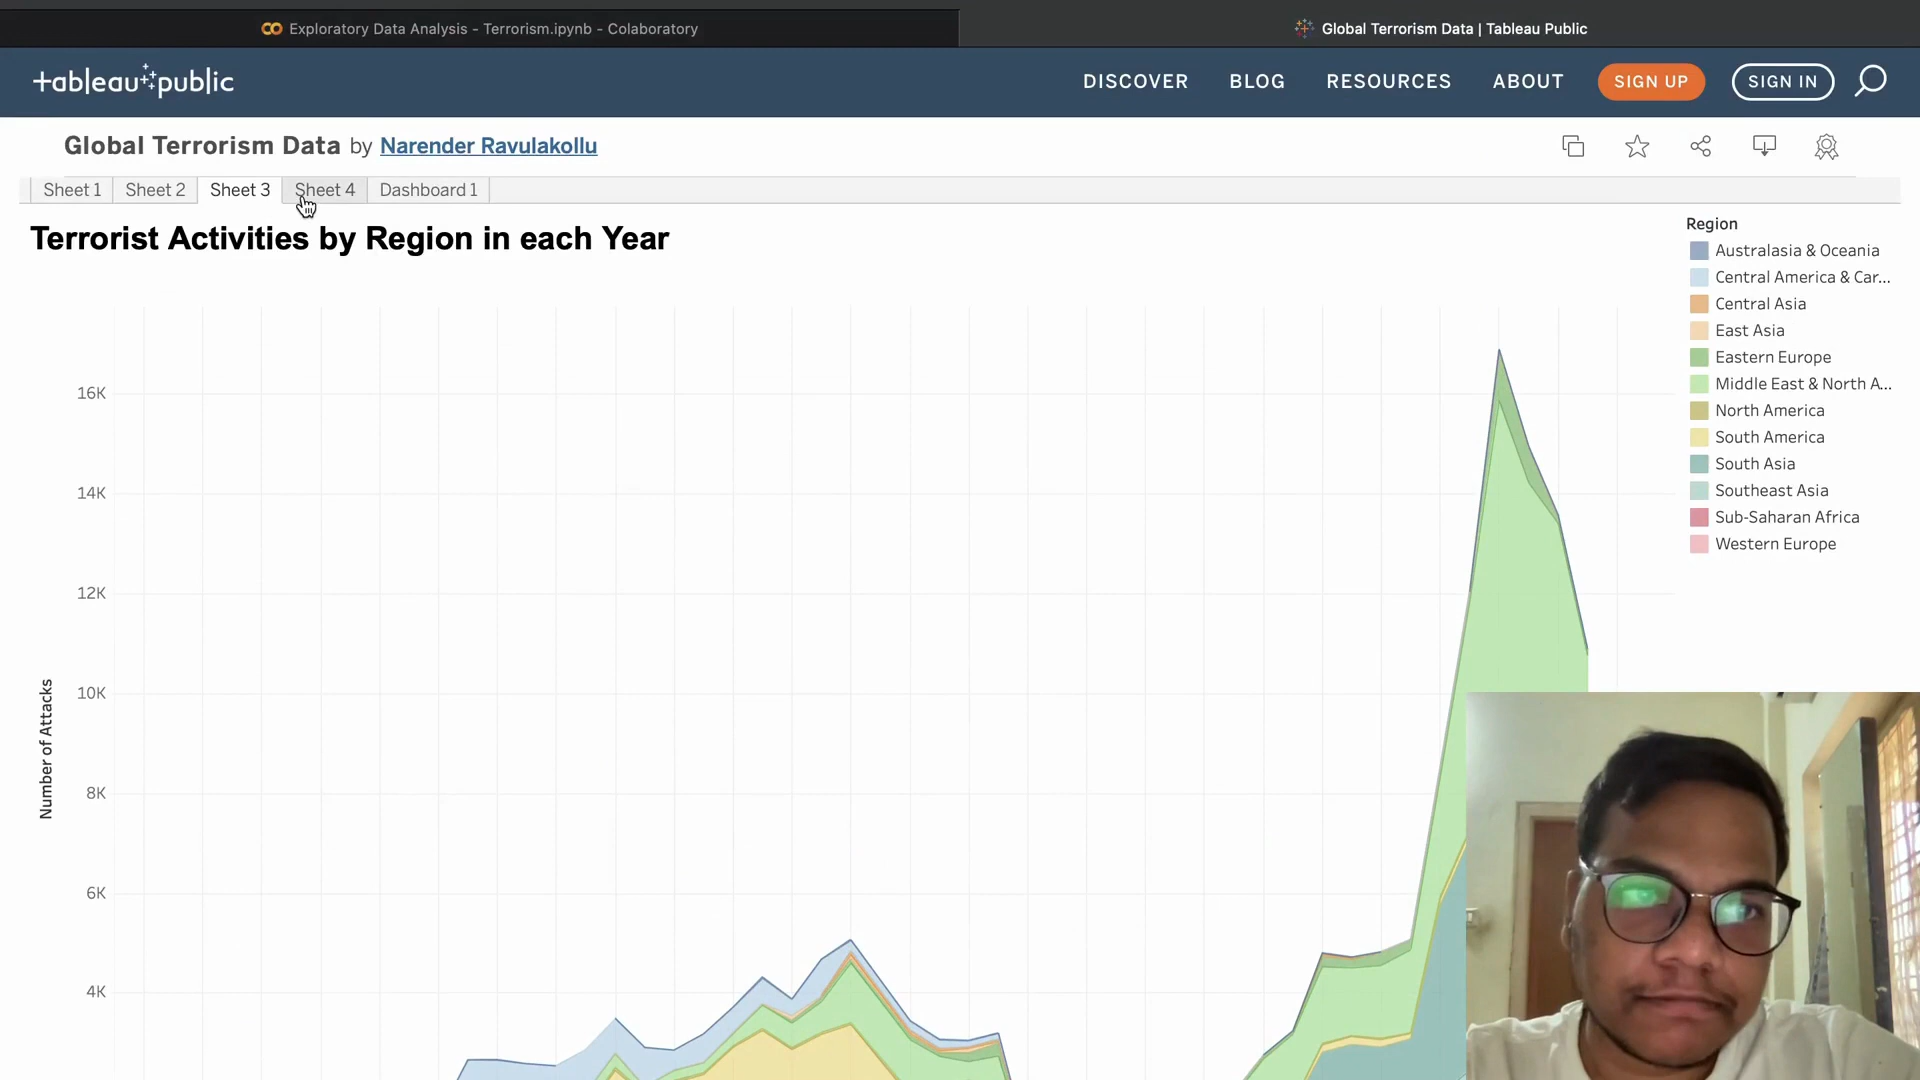 Exploratory Data Analysis - Terrorism.ipynb - Colaboratory
Global Terrorism Data | Tableau Public
tableau public
DISCOVER
BLOG
RESOURCES
ABOUT
SIGN UP
SIGN IN
Global Terrorism Data by Narender Ravulakollu
Sheet 1
Sheet 2
Sheet 3
Sheet 4
Dashboard 1
Terrorist Activities by Region in each Year
Region
Australasia & Oceania
Central America & Car...
Central Asia
East Asia
Eastern Europe
Middle East & North A...
North America
South America
South Asia
Southeast Asia
Sub-Saharan Africa
Western Europe
Number of Attacks
16K
14K
12K
10K
8K
6K
4K